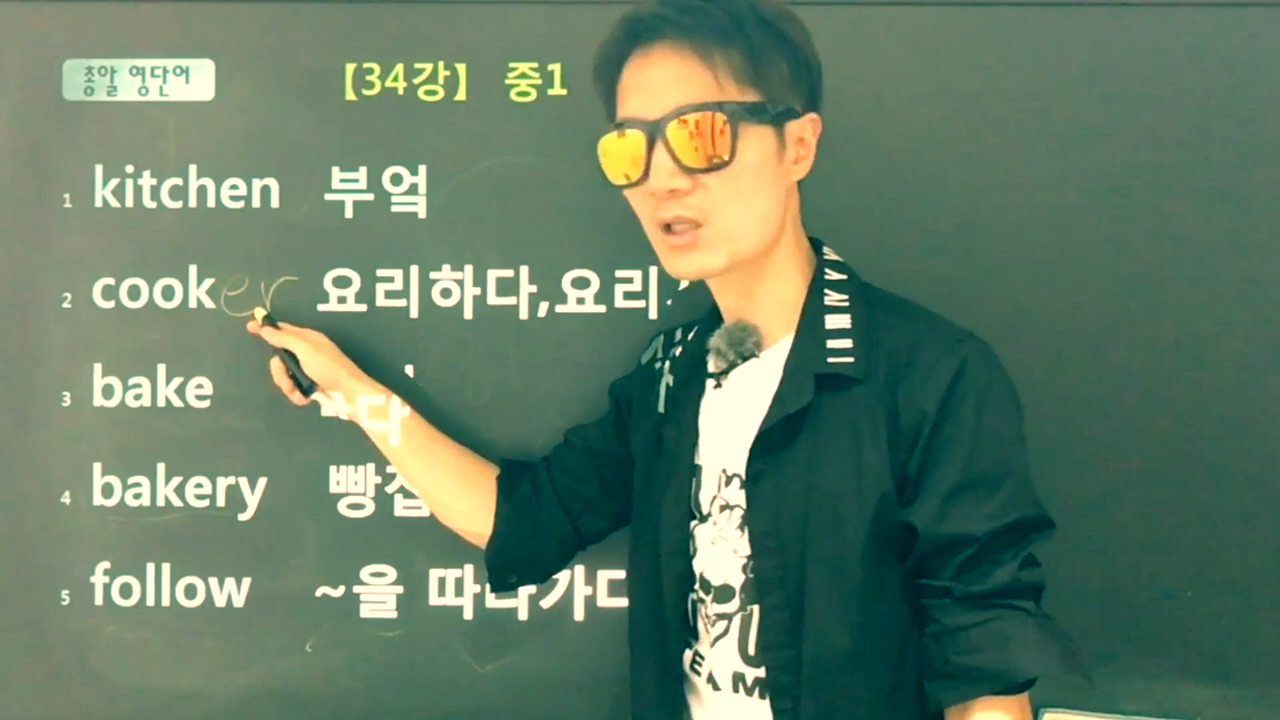 총알 영단어 【34강】 중1
1 kitchen 부엌
2 cooker 요리하다,요리
3 bake
4 bakery 빵집
5 follow ~을 따라가다